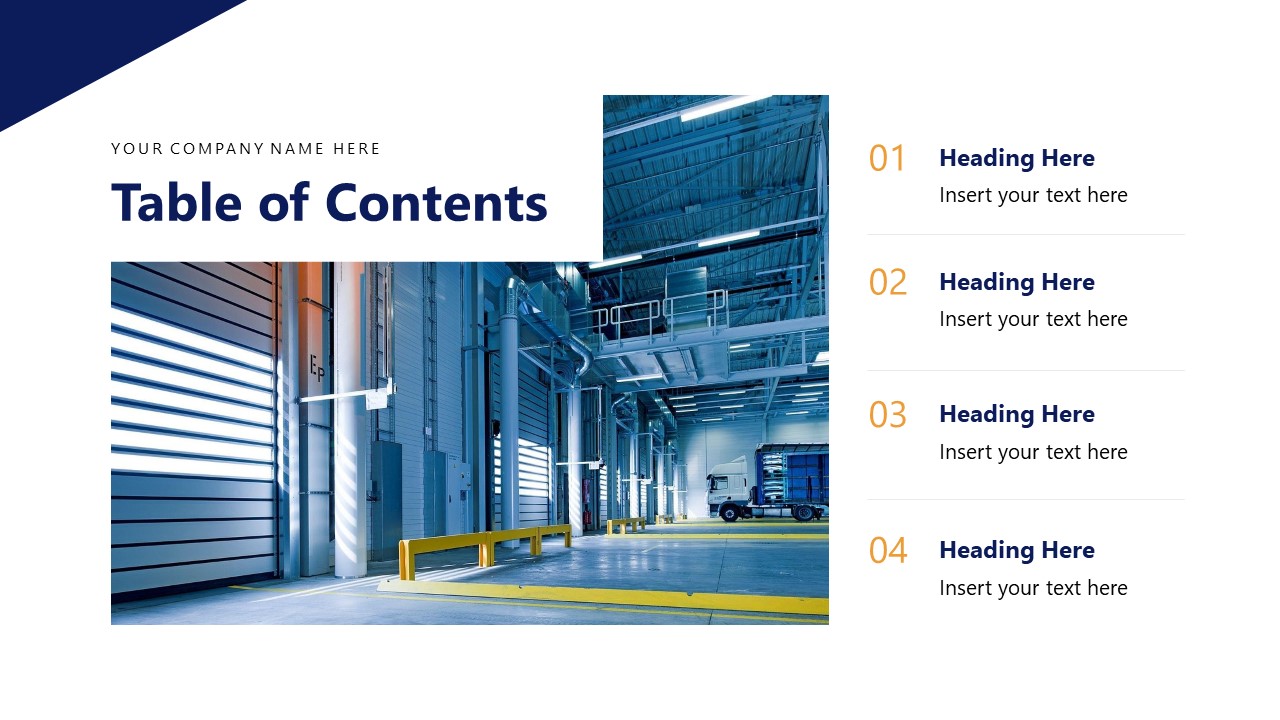 YOUR COMPANY NAME HERE
Table of Contents
EP
01 Heading Here
Insert your text here
02 Heading Here
Insert your text here
03 Heading Here
Insert your text here
04 Heading Here
Insert your text here